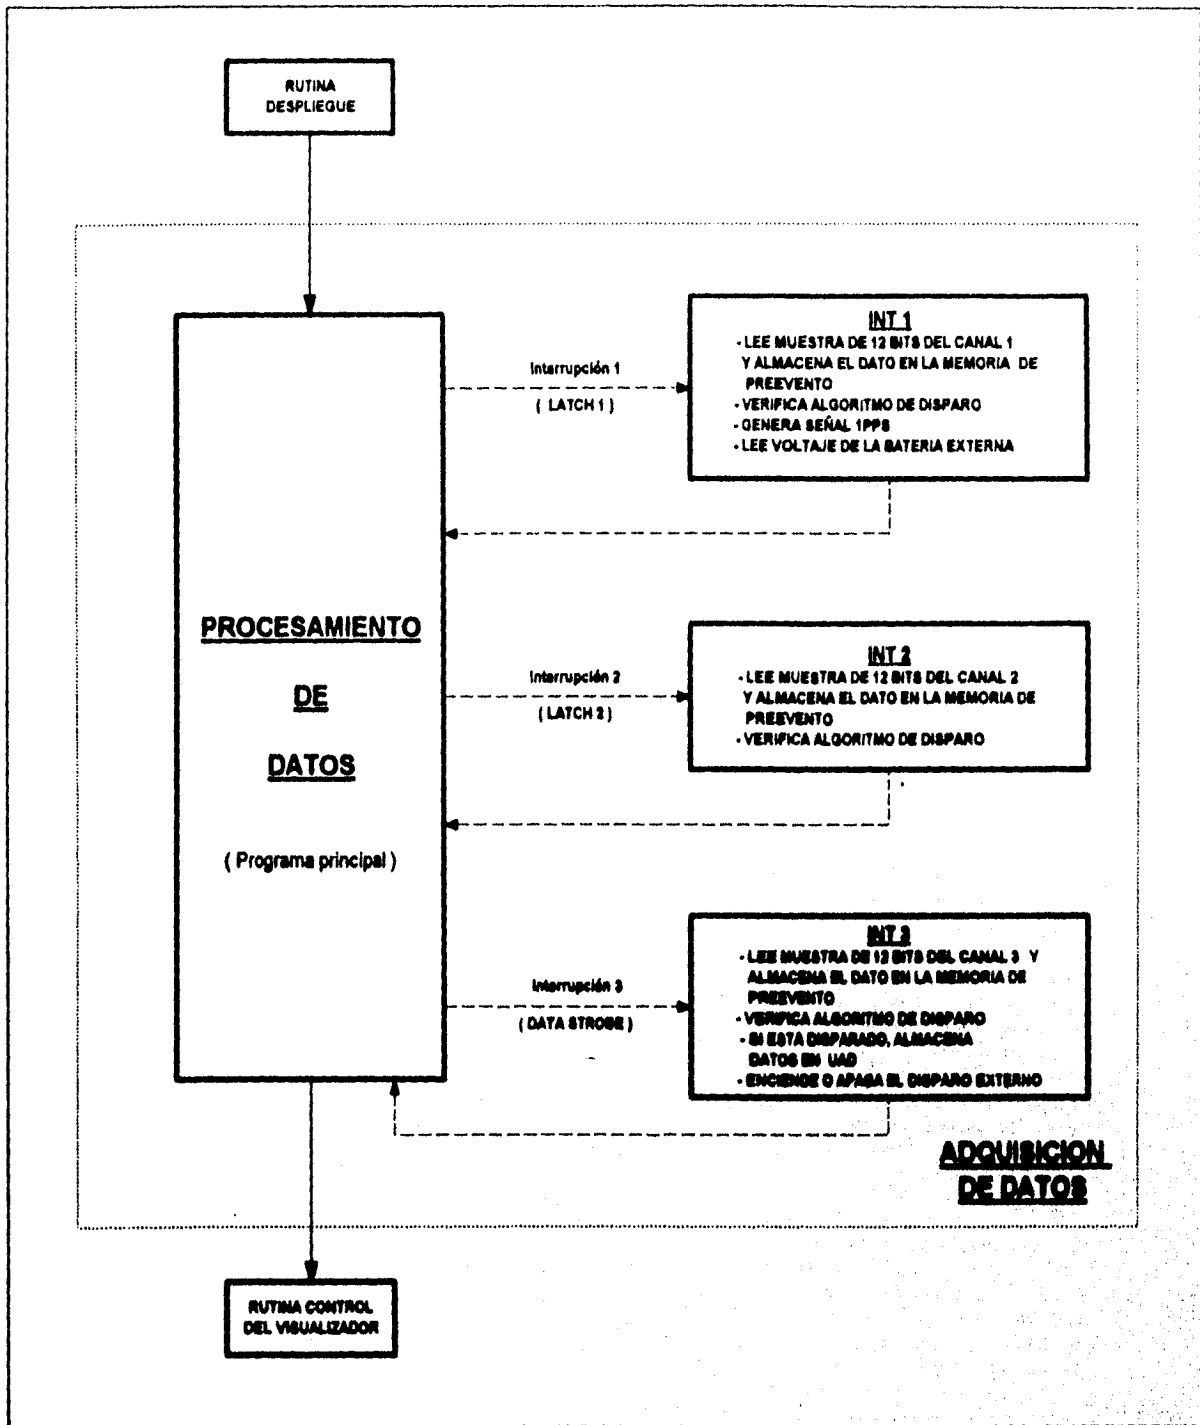 RUTINA
DESPLIEGUE
PROCESAMIENTO
DE
DATOS
( Programa principal )
Interrupción 1
( LATCH 1 )
INT 1
- LEE MUESTRA DE 12 BITS DEL CANAL 1
Y ALMACENA EL DATO EN LA MEMORIA DE
PREEVENTO
- VERIFICA ALGORITMO DE DISPARO
- GENERA SEÑAL 1PPS
- LEE VOLTAJE DE LA BATERIA EXTERNA
Interrupción 2
( LATCH 2 )
INT 2
- LEE MUESTRA DE 12 BITS DEL CANAL 2
Y ALMACENA EL DATO EN LA MEMORIA DE
PREEVENTO
- VERIFICA ALGORITMO DE DISPARO
Interrupción 3
( DATA STROBE )
INT 3
- LEE MUESTRA DE 12 BITS DEL CANAL 3 Y
ALMACENA EL DATO EN LA MEMORIA DE
PREEVENTO
- VERIFICA ALGORITMO DE DISPARO
- SI ESTA DISPARADO, ALMACENA
DATOS EN UAD
- ENCIENDE O APAGA EL DISPARO EXTERNO
ADQUISICION
DE DATOS
RUTINA CONTROL
DEL VISUALIZADOR